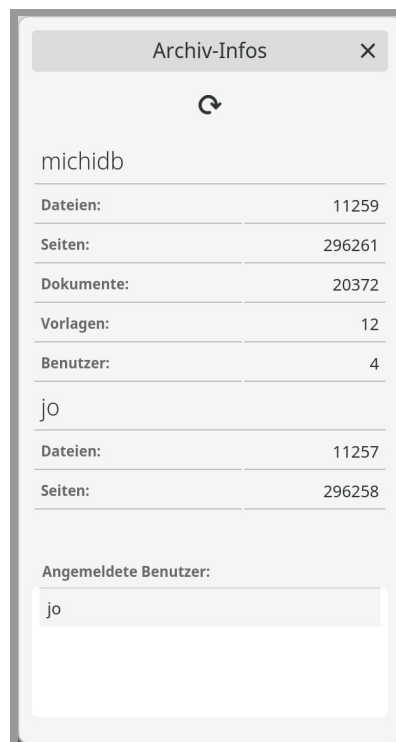 Archiv-Infos ×
michidb
Dateien: 11259
Seiten: 296261
Dokumente: 20372
Vorlagen: 12
Benutzer: 4
jo
Dateien: 11257
Seiten: 296258
Angemeldete Benutzer:
jo